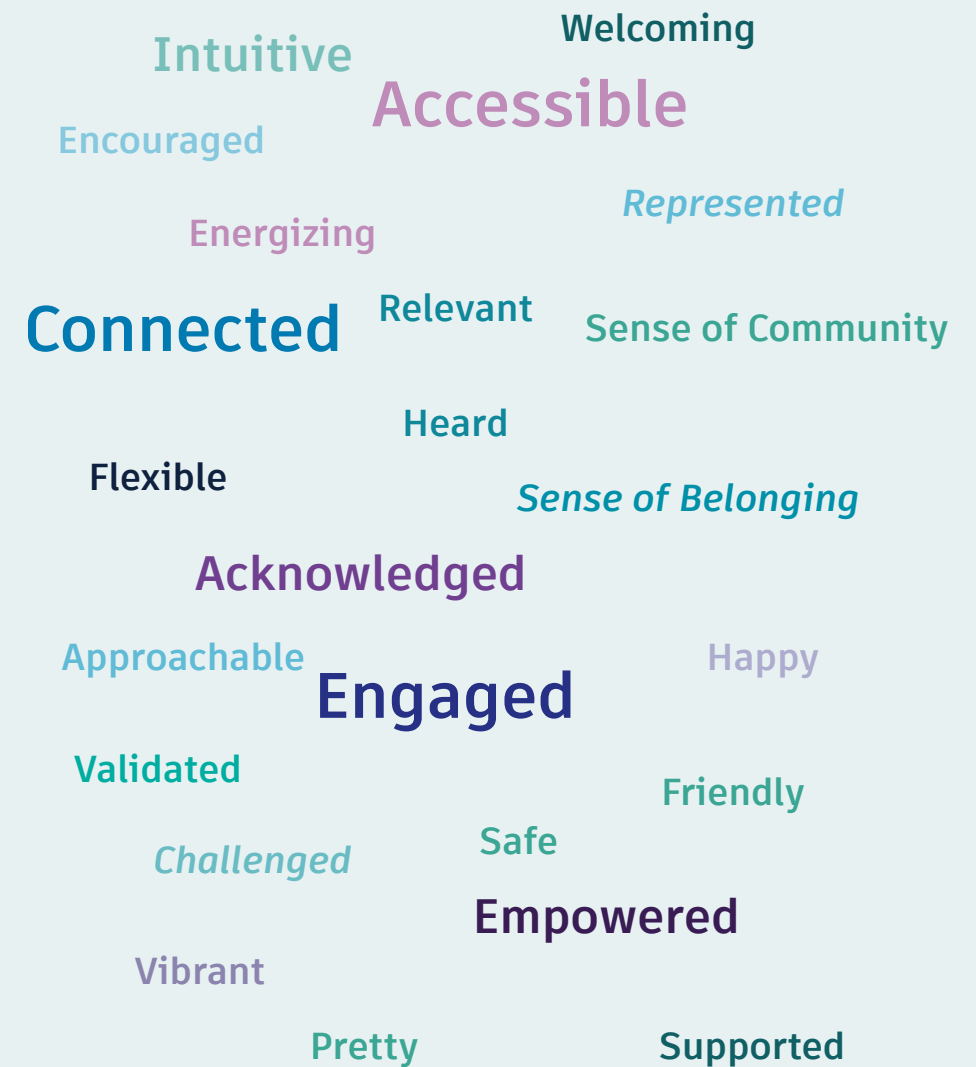 Welcoming
Intuitive
Accessible
Encouraged
Represented
Energizing
Relevant
Connected
Sense of Community
Heard
Flexible
Sense of Belonging
Acknowledged
Approachable
Happy
Engaged
Validated
Friendly
Safe
Challenged
Empowered
Vibrant
Pretty
Supported